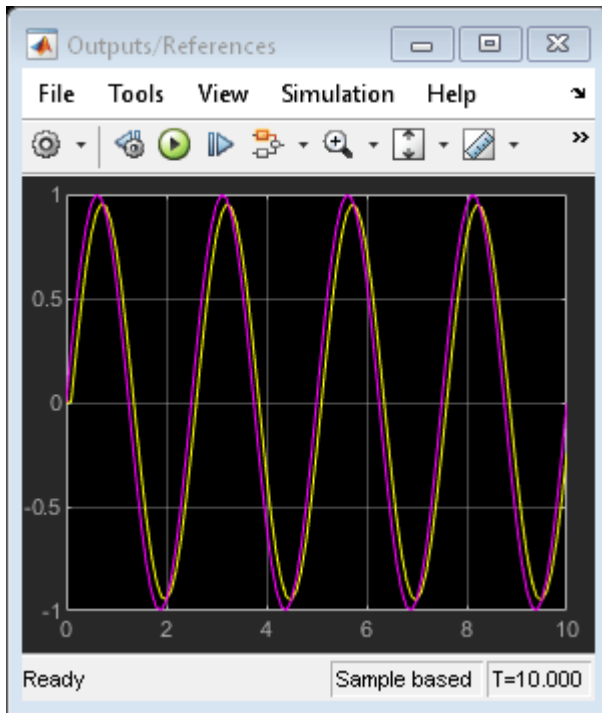 Outputs/References
File Tools View Simulation Help
1
0.5
0
-0.5
-1
0 2 4 6 8 10
Ready Sample based T=10.000